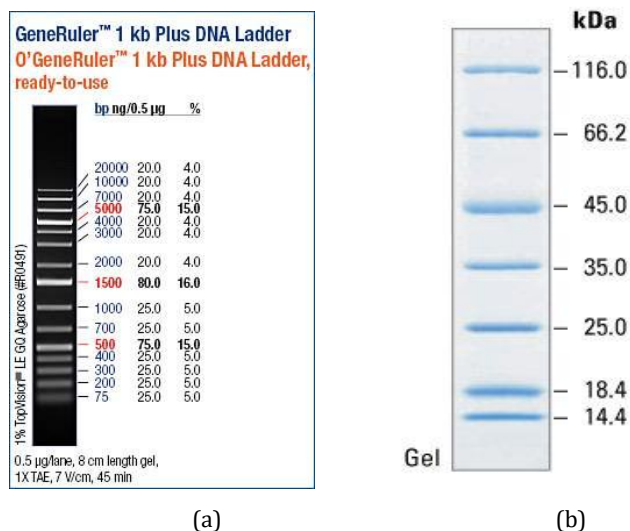 GeneRuler™ 1 kb Plus DNA Ladder
O'GeneRuler™ 1 kb Plus DNA Ladder,
ready-to-use
bp ng/0.5 µg %
20000 20.0 4.0
10000 20.0 4.0
7000 20.0 4.0
5000 75.0 15.0
4000 20.0 4.0
3000 20.0 4.0
2000 20.0 4.0
1500 80.0 16.0
1000 25.0 5.0
700 25.0 5.0
500 75.0 15.0
400 25.0 5.0
300 25.0 5.0
200 25.0 5.0
75 25.0 5.0
1% TopVision™ LE GQ Agarose (#R0491)
0.5 µg/lane, 8 cm length gel,
1X TAE, 7 V/cm, 45 min
(a)
kDa
116.0
66.2
45.0
35.0
25.0
18.4
14.4
Gel
(b)